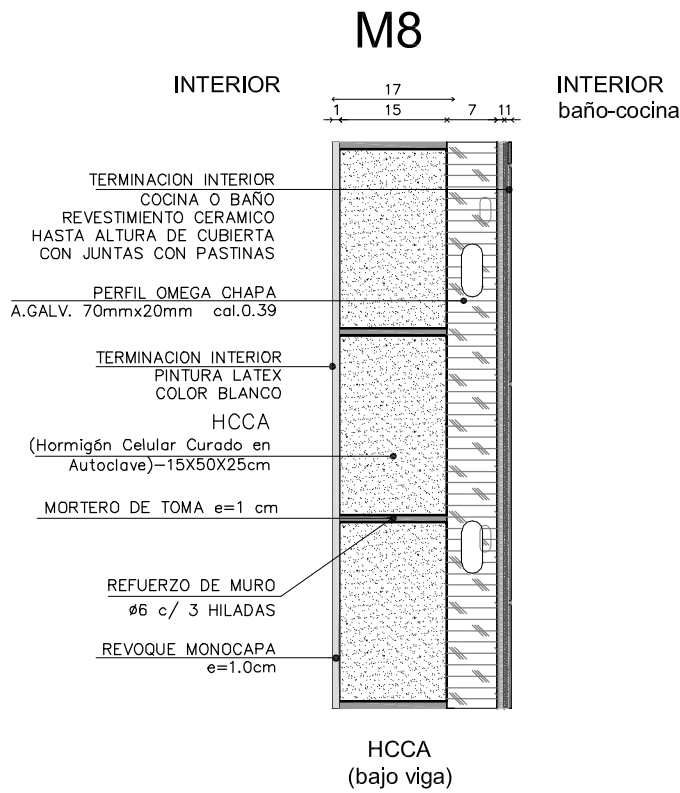 M8
INTERIOR
INTERIOR
baño-cocina
17
1 15 7 11
TERMINACION INTERIOR
COCINA O BAÑO
REVESTIMIENTO CERAMICO
HASTA ALTURA DE CUBIERTA
CON JUNTAS CON PASTINAS
PERFIL OMEGA CHAPA
A.GALV. 70mmx20mm cal.0.39
TERMINACION INTERIOR
PINTURA LATEX
COLOR BLANCO
HCCA
(Hormigón Celular Curado en
Autoclave)-15X50X25cm
MORTERO DE TOMA e=1 cm
REFUERZO DE MURO
ø6 c/ 3 HILADAS
REVOQUE MONOCAPA
e=1.0cm
HCCA
(bajo viga)